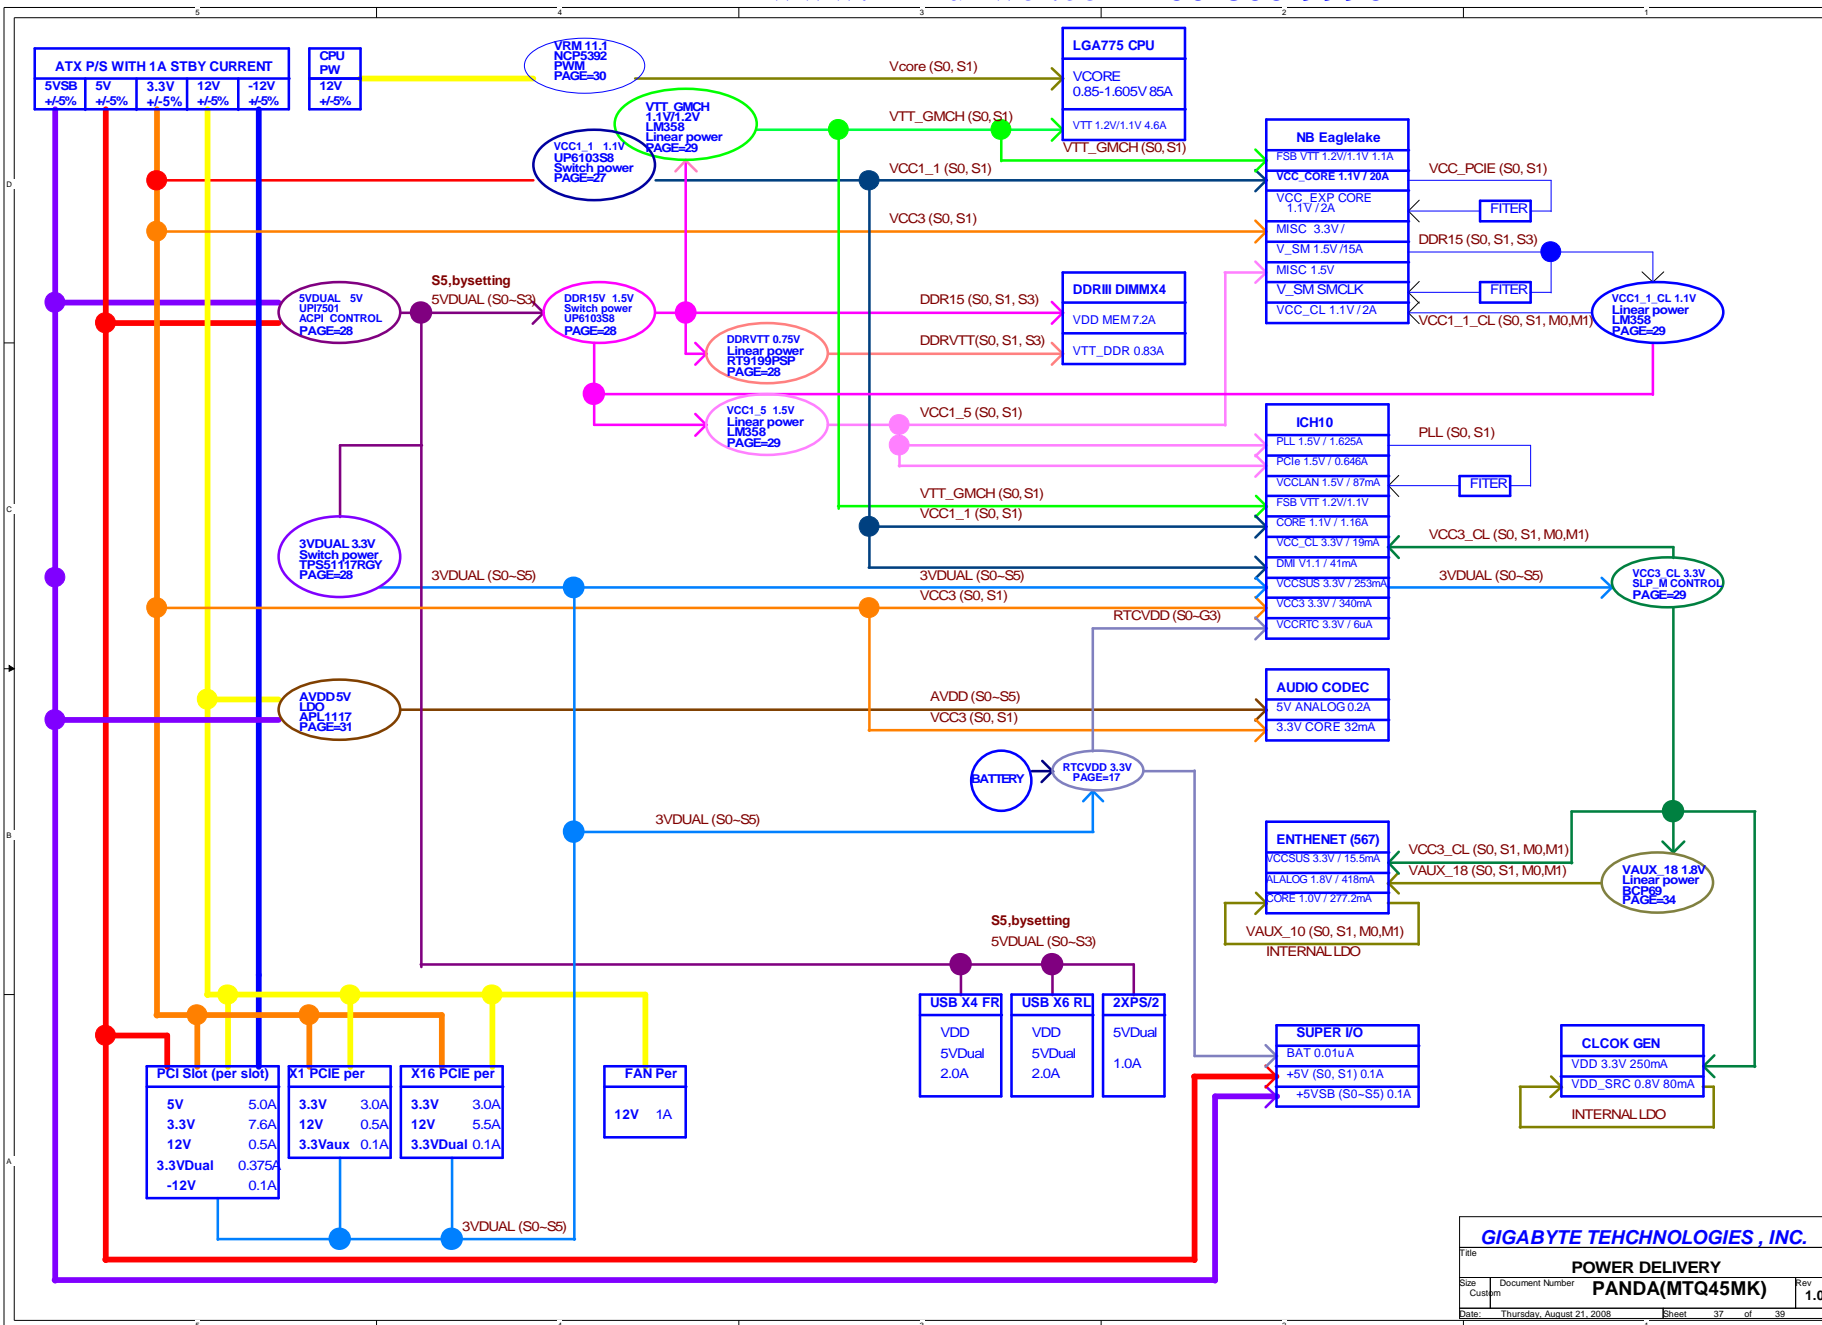 5 4 3 2 1
ATX P/S WITH 1A STBY CURRENT
5VSB 5V 3.3V 12V -12V
+/-5% +/-5% +/-5% +/-5% +/-5%
CPU
PW
12V
+/-5%
VRM 11.1
NCP5392
PWM
PAGE=30
Vcore (S0, S1)
LGA775 CPU
VCORE
0.85-1.605V 85A
VTT 1.2V/1.1V 4.6A
VTT_GMCH
1.1V/1.2V
LM358
Linear power
PAGE=29
VTT_GMCH (S0, S1)
VTT_GMCH (S0, S1)
VCC1_1 1.1V
UP6103S8
Switch power
PAGE=27
VCC1_1 (S0, S1)
VCC3 (S0, S1)
NB Eaglelake
FSB VTT 1.2V/1.1V 1.1A
VCC_CORE 1.1V / 20A
VCC_EXP CORE
1.1V / 2A
MISC 3.3V /
V_SM 1.5V /15A
MISC 1.5V
V_SM SMCLK
VCC_CL 1.1V / 2A
VCC_PCIE (S0, S1)
FITER
DDR15 (S0, S1, S3)
FITER
VCC1_1_CL (S0, S1, M0,M1)
VCC1_1_CL 1.1V
Linear power
LM358
PAGE=29
5VDUAL 5V
UPI7501
ACPI CONTROL
PAGE=28
S5,bysetting
5VDUAL (S0~S3)
DDR15V 1.5V
Switch power
UP6103S8
PAGE=28
DDR15 (S0, S1, S3)
DDRIII DIMMX4
VDD MEM 7.2A
VTT_DDR 0.83A
DDRVTT 0.75V
Linear power
RT9199PSP
PAGE=28
DDRVTT(S0, S1, S3)
VCC1_5 1.5V
Linear power
LM358
PAGE=29
VCC1_5 (S0, S1)
ICH10
PLL 1.5V / 1.625A
PCIe 1.5V / 0.646A
VCCLAN 1.5V / 87mA
FSB VTT 1.2V/1.1V
CORE 1.1V / 1.16A
VCC_CL 3.3V / 19mA
DMI V1.1 / 41mA
VCCSUS 3.3V / 253mA
VCC3 3.3V / 340mA
VCCRTC 3.3V / 6uA
PLL (S0, S1)
FITER
VTT_GMCH (S0, S1)
VCC1_1 (S0, S1)
3VDUAL 3.3V
Switch power
TPS51117RGY
PAGE=28
3VDUAL (S0~S5)
3VDUAL (S0~S5)
VCC3 (S0, S1)
RTCVDD (S0~G3)
VCC3_CL (S0, S1, M0,M1)
3VDUAL (S0~S5)
VCC3_CL 3.3V
SLP_M CONTROL
PAGE=29
AVDD 5V
LDO
APL1117
PAGE=31
AVDD (S0~S5)
VCC3 (S0, S1)
AUDIO CODEC
5V ANALOG 0.2A
3.3V CORE 32mA
BATTERY
RTCVDD 3.3V
PAGE=17
3VDUAL (S0~S5)
ENTHENET (567)
VCCSUS 3.3V / 15.5mA
ALALOG 1.8V / 418mA
CORE 1.0V / 277.2mA
VCC3_CL (S0, S1, M0,M1)
VAUX_18 (S0, S1, M0,M1)
VAUX_18 1.8V
Linear power
BCP69
PAGE=34
VAUX_10 (S0, S1, M0,M1)
INTERNAL LDO
S5,bysetting
5VDUAL (S0~S3)
USB X4 FR
VDD
5VDual
2.0A
USB X6 RL
VDD
5VDual
2.0A
2XPS/2
5VDual
1.0A
SUPER I/O
BAT 0.01uA
+5V (S0, S1) 0.1A
+5VSB (S0~S5) 0.1A
CLCOK GEN
VDD 3.3V 250mA
VDD_SRC 0.8V 80mA
INTERNAL LDO
PCI Slot (per slot)
5V 5.0A
3.3V 7.6A
12V 0.5A
3.3VDual 0.375A
-12V 0.1A
X1 PCIE per
3.3V 3.0A
12V 0.5A
3.3Vaux 0.1A
X16 PCIE per
3.3V 3.0A
12V 5.5A
3.3VDual 0.1A
FAN Per
12V 1A
3VDUAL (S0~S5)
D
C
B
A
GIGABYTE TEHCHNOLOGIES , INC.
Title
POWER DELIVERY
Size Document Number Rev
Custom PANDA(MTQ45MK) 1.0
Date: Thursday, August 21, 2008 Sheet 37 of 39
5 4 3 2 1